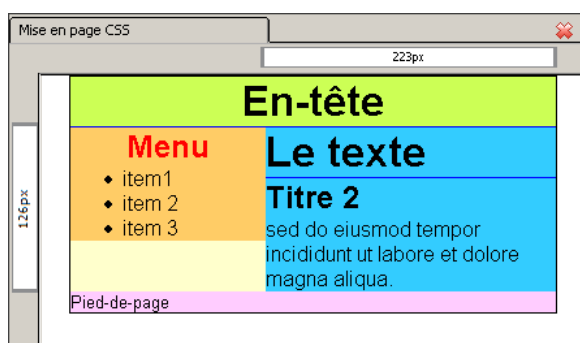 Mise en page CSS
223px
126px
En-tête
Menu
• item1
• item 2
• item 3
Le texte
Titre 2
sed do eiusmod tempor
incididunt ut labore et dolore
magna aliqua.
Pied-de-page